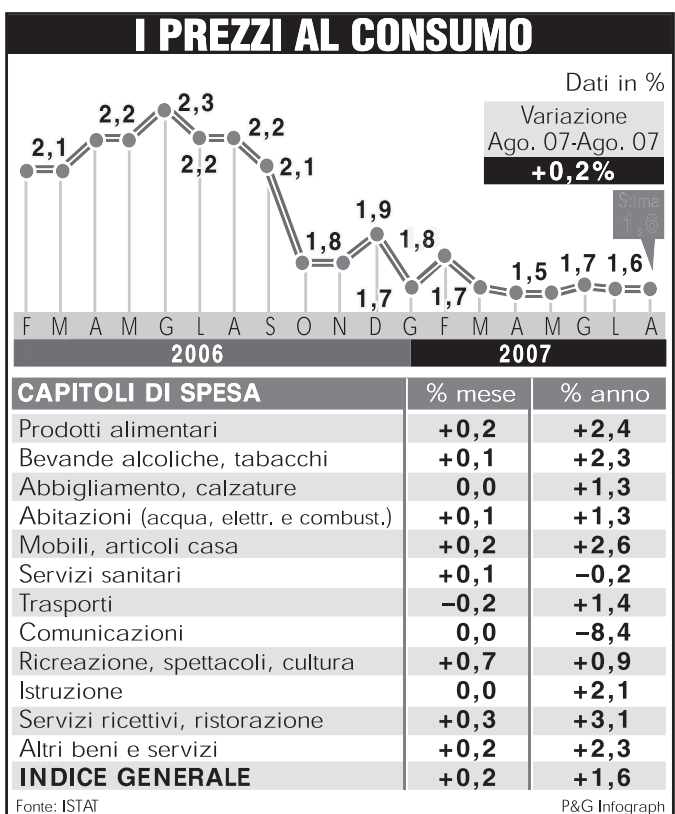 I PREZZI AL CONSUMO
Dati in %
Variazione
Ago. 07-Ago. 07
+0,2%
Stima
1,6
2,1
2,2
2,3
2,2
2,2
2,1
1,8
1,9
1,7
1,8
1,7
1,5
1,7
1,6
F M A M G L A S O N D G F M A M G L A
2006 2007
CAPITOLI DI SPESA % mese % anno
Prodotti alimentari +0,2 +2,4
Bevande alcoliche, tabacchi +0,1 +2,3
Abbigliamento, calzature 0,0 +1,3
Abitazioni (acqua, elettr. e combust.) +0,1 +1,3
Mobili, articoli casa +0,2 +2,6
Servizi sanitari +0,1 −0,2
Trasporti −0,2 +1,4
Comunicazioni 0,0 −8,4
Ricreazione, spettacoli, cultura +0,7 +0,9
Istruzione 0,0 +2,1
Servizi ricettivi, ristorazione +0,3 +3,1
Altri beni e servizi +0,2 +2,3
INDICE GENERALE +0,2 +1,6
Fonte: ISTAT P&G Infograph